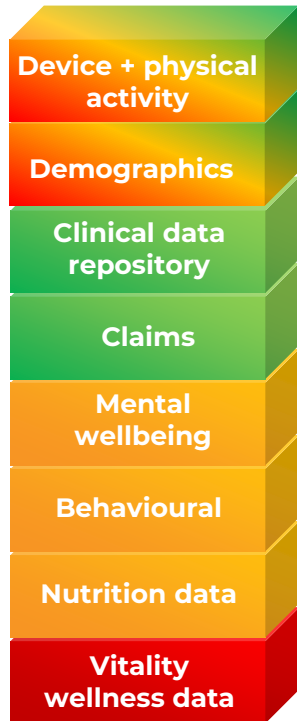 Device + physical
activity
Demographics
Clinical data
repository
Claims
Mental
wellbeing
Behavioural
Nutrition data
Vitality
wellness data